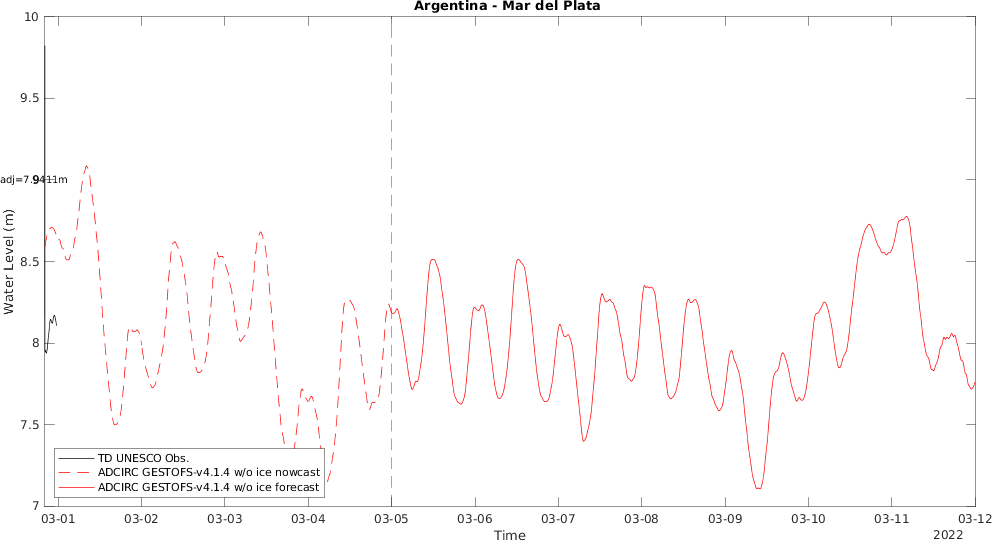 Argentina - Mar del Plata
10
9.5
9
adj=7.9411m
8.5
8
7.5
7
Water Level (m)
TD UNESCO Obs.
ADCIRC GESTOFS-v4.1.4 w/o ice nowcast
ADCIRC GESTOFS-v4.1.4 w/o ice forecast
03-01 03-02 03-03 03-04 03-05 03-06 03-07 03-08 03-09 03-10 03-11 03-12
Time
2022